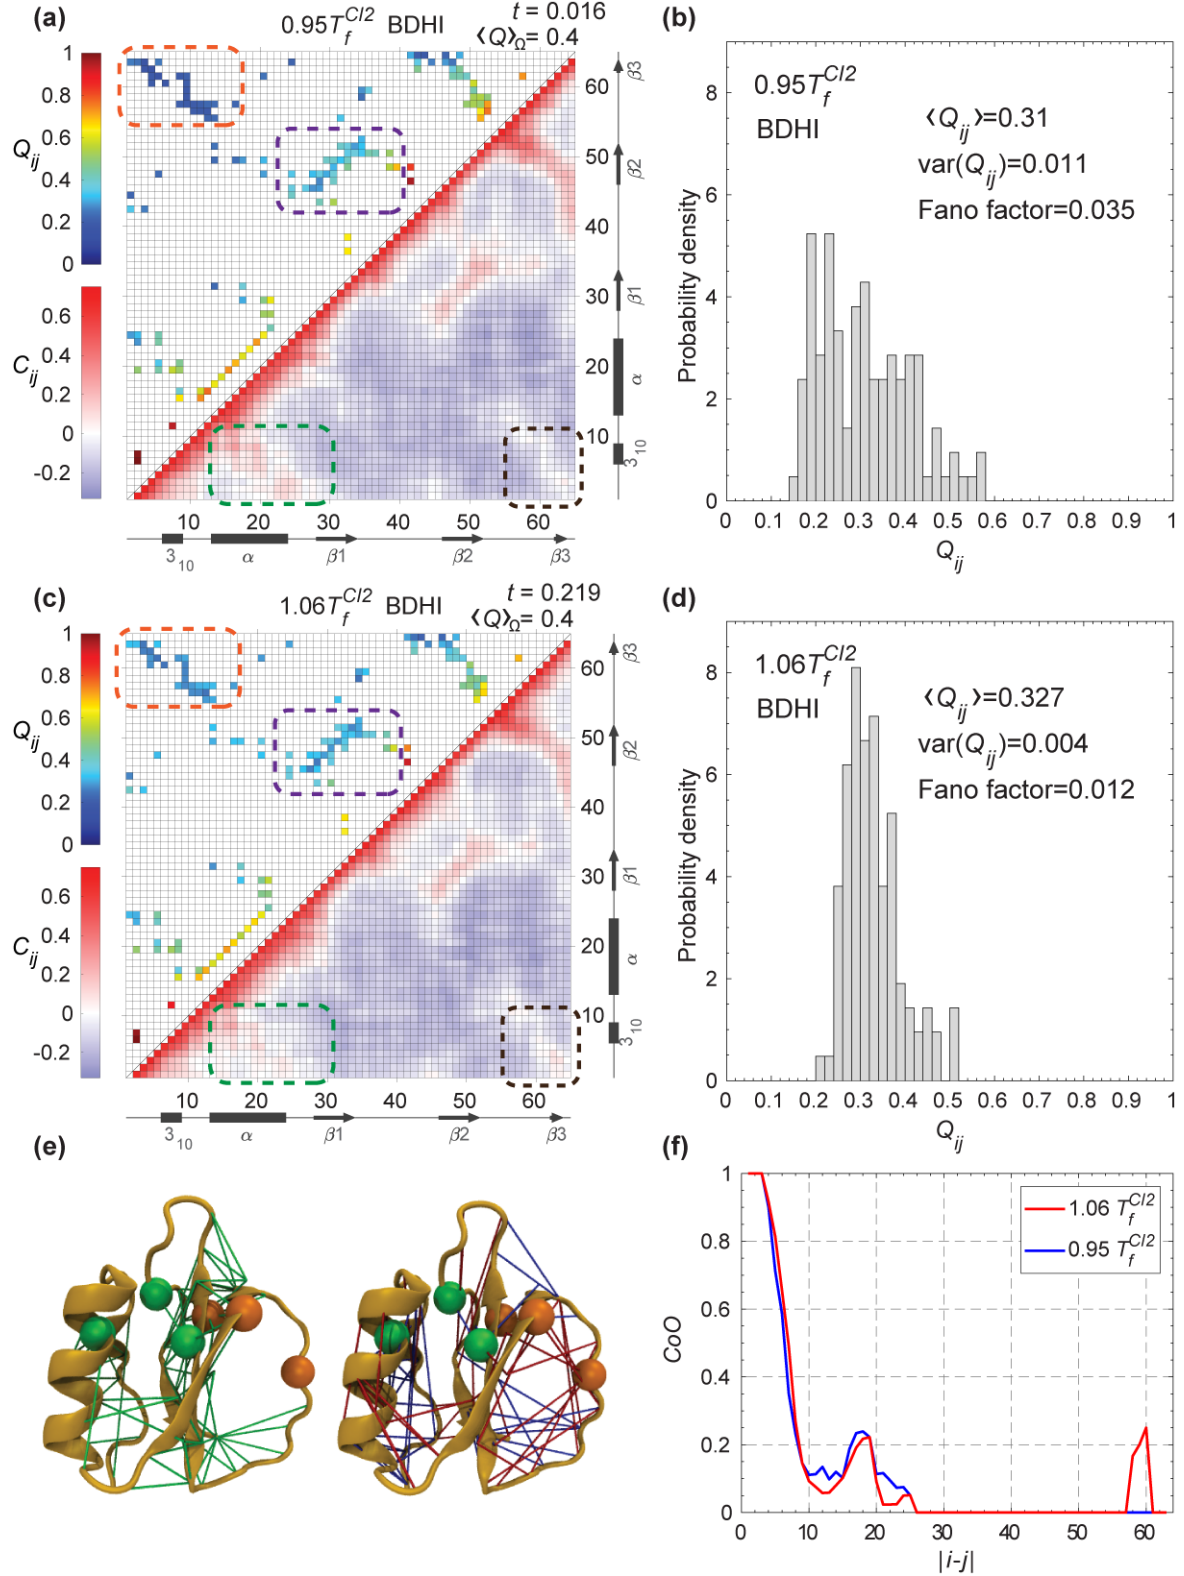 (a)
0.95T_f^{CI2} BDHI
t = 0.016
⟨Q⟩_Ω= 0.4
1
0.8
0.6
0.4
0.2
0
Q_ij
0.6
0.4
0.2
0
-0.2
C_ij
60
50
40
30
20
10
β3
β2
β1
α
3_10
10 20 30 40 50 60
3_10 α β1 β2 β3
(b)
0.95T_f^{CI2}
BDHI
⟨Q_ij⟩=0.31
var(Q_ij)=0.011
Fano factor=0.035
Probability density
8
6
4
2
0
0 0.1 0.2 0.3 0.4 0.5 0.6 0.7 0.8 0.9 1
Q_ij
(c)
1.06T_f^{CI2} BDHI
t = 0.219
⟨Q⟩_Ω= 0.4
1
0.8
0.6
0.4
0.2
0
Q_ij
0.6
0.4
0.2
0
-0.2
C_ij
60
50
40
30
20
10
β3
β2
β1
α
3_10
10 20 30 40 50 60
3_10 α β1 β2 β3
(d)
1.06T_f^{CI2}
BDHI
⟨Q_ij⟩=0.327
var(Q_ij)=0.004
Fano factor=0.012
Probability density
8
6
4
2
0
0 0.1 0.2 0.3 0.4 0.5 0.6 0.7 0.8 0.9 1
Q_ij
(e)
(f)
1.06 T_f^{CI2}
0.95 T_f^{CI2}
CoO
1
0.8
0.6
0.4
0.2
0
0 10 20 30 40 50 60
|i-j|